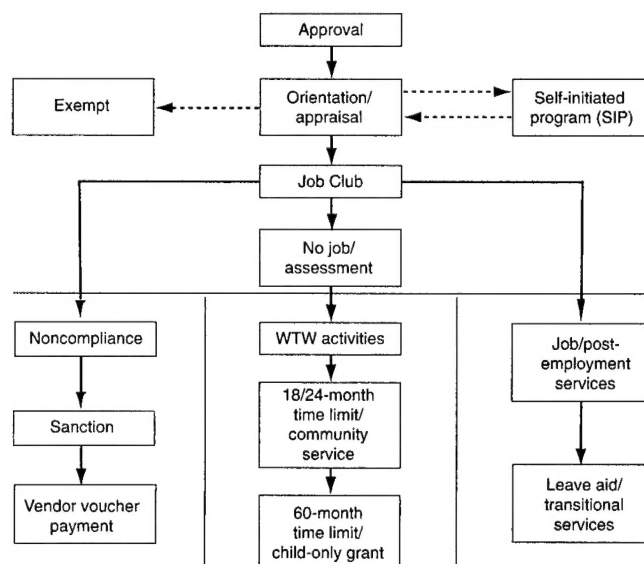 Approval
Exempt
Orientation/
appraisal
Self-initiated
program (SIP)
Job Club
No job/
assessment
Noncompliance
WTW activities
Job/post-
employment
services
Sanction
18/24-month
time limit/
community
service
Vendor voucher
payment
60-month
time limit/
child-only grant
Leave aid/
transitional
services